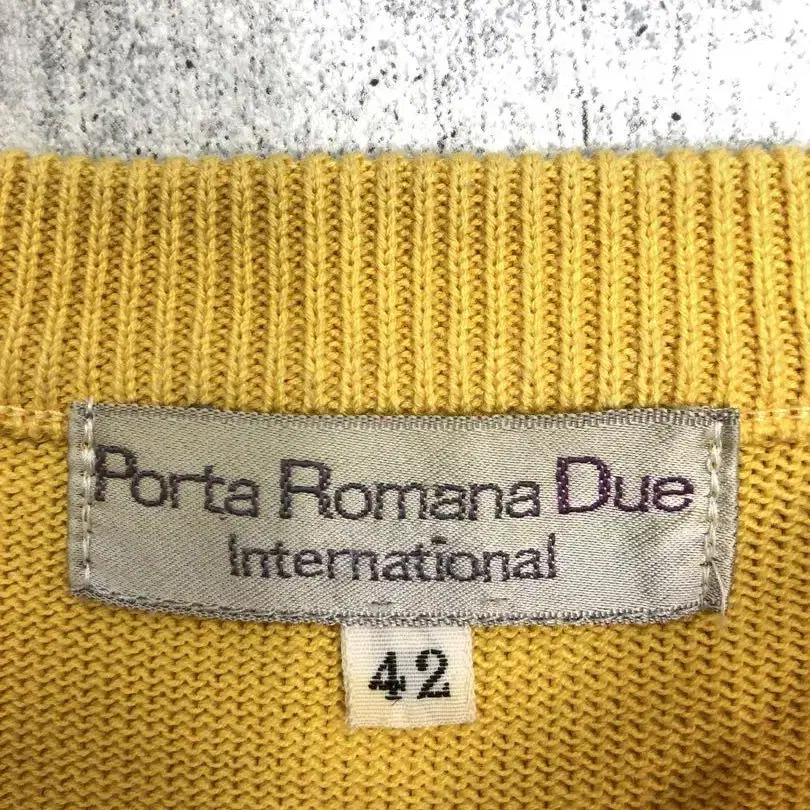 Porta Romana Due
International
42